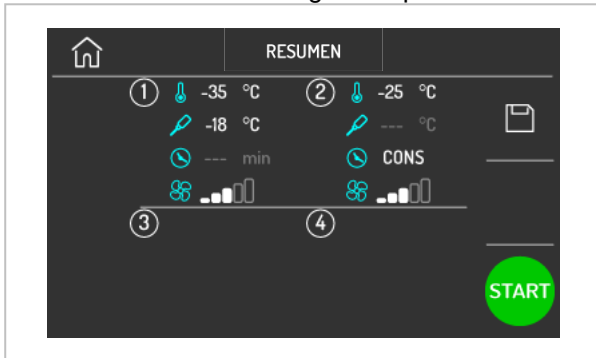 RESUMEN
1 -35 °C 2 -25 °C
-18 °C --- °C
--- min CONS
3 4
START